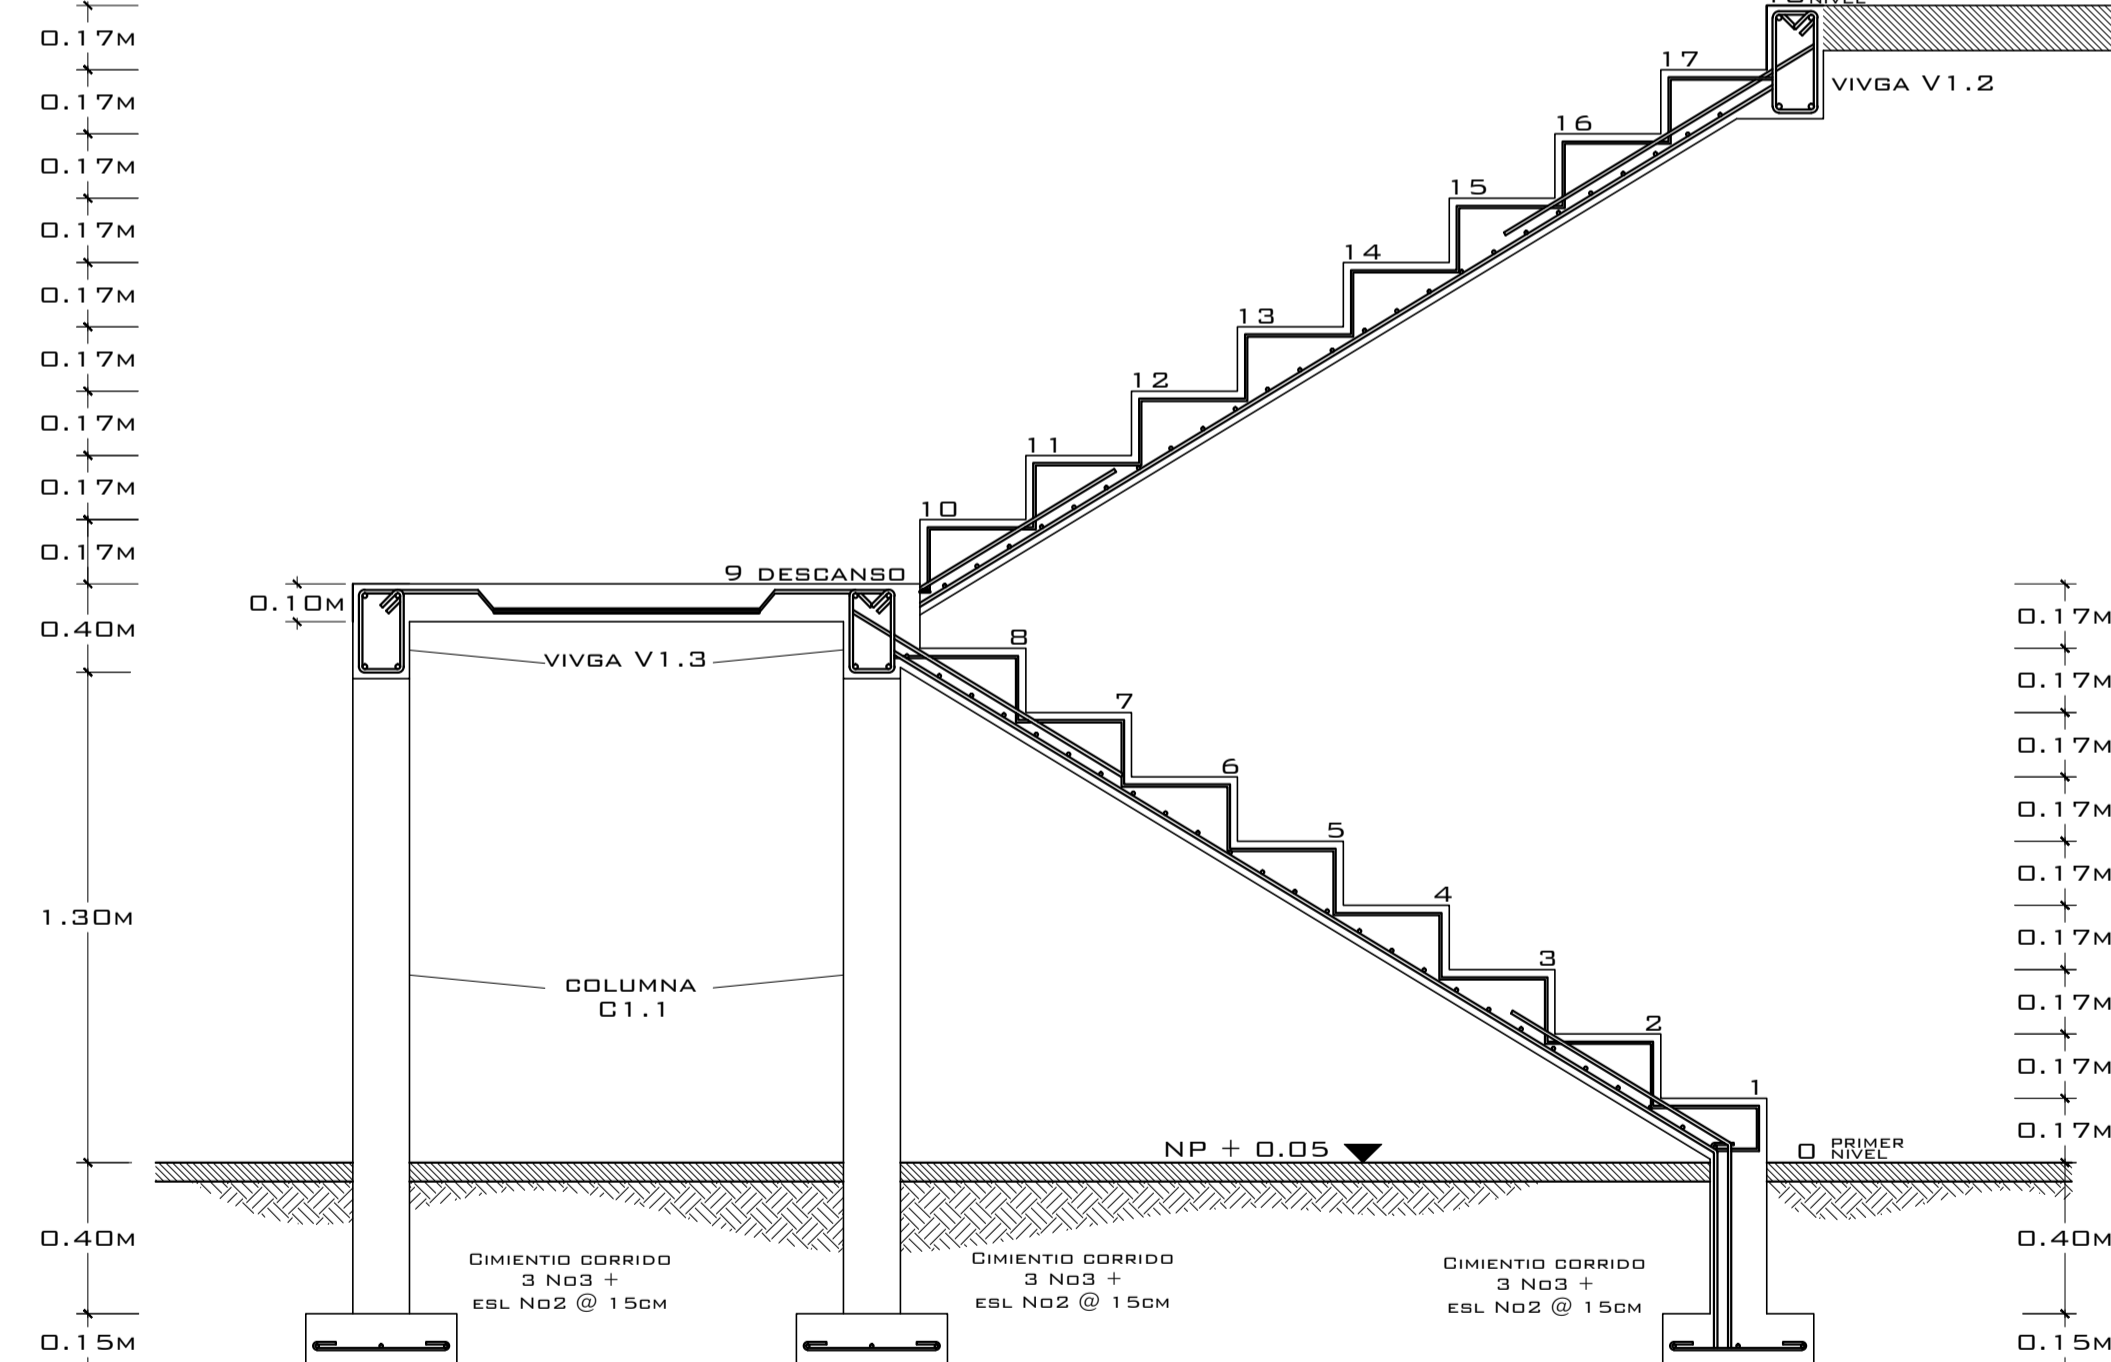 NIVEL
0.17M
17
VIVGA V1.2
0.17M
16
0.17M
15
0.17M
14
0.17M
13
0.17M
12
0.17M
11
0.17M
10
0.17M
9 DESCANSO
0.10M
0.40M
0.17M
8
VIVGA V1.3
0.17M
7
0.17M
6
0.17M
5
0.17M
4
0.17M
1.30M
3
COLUMNA
C1.1
0.17M
2
0.17M
1
0.17M
NP + 0.05
0 PRIMER
NIVEL
0.40M
CIMIENTIO CORRIDO
3 NO3 +
ESL NO2 @ 15CM
CIMIENTIO CORRIDO
3 NO3 +
ESL NO2 @ 15CM
CIMIENTIO CORRIDO
3 NO3 +
ESL NO2 @ 15CM
0.40M
0.15M
0.15M